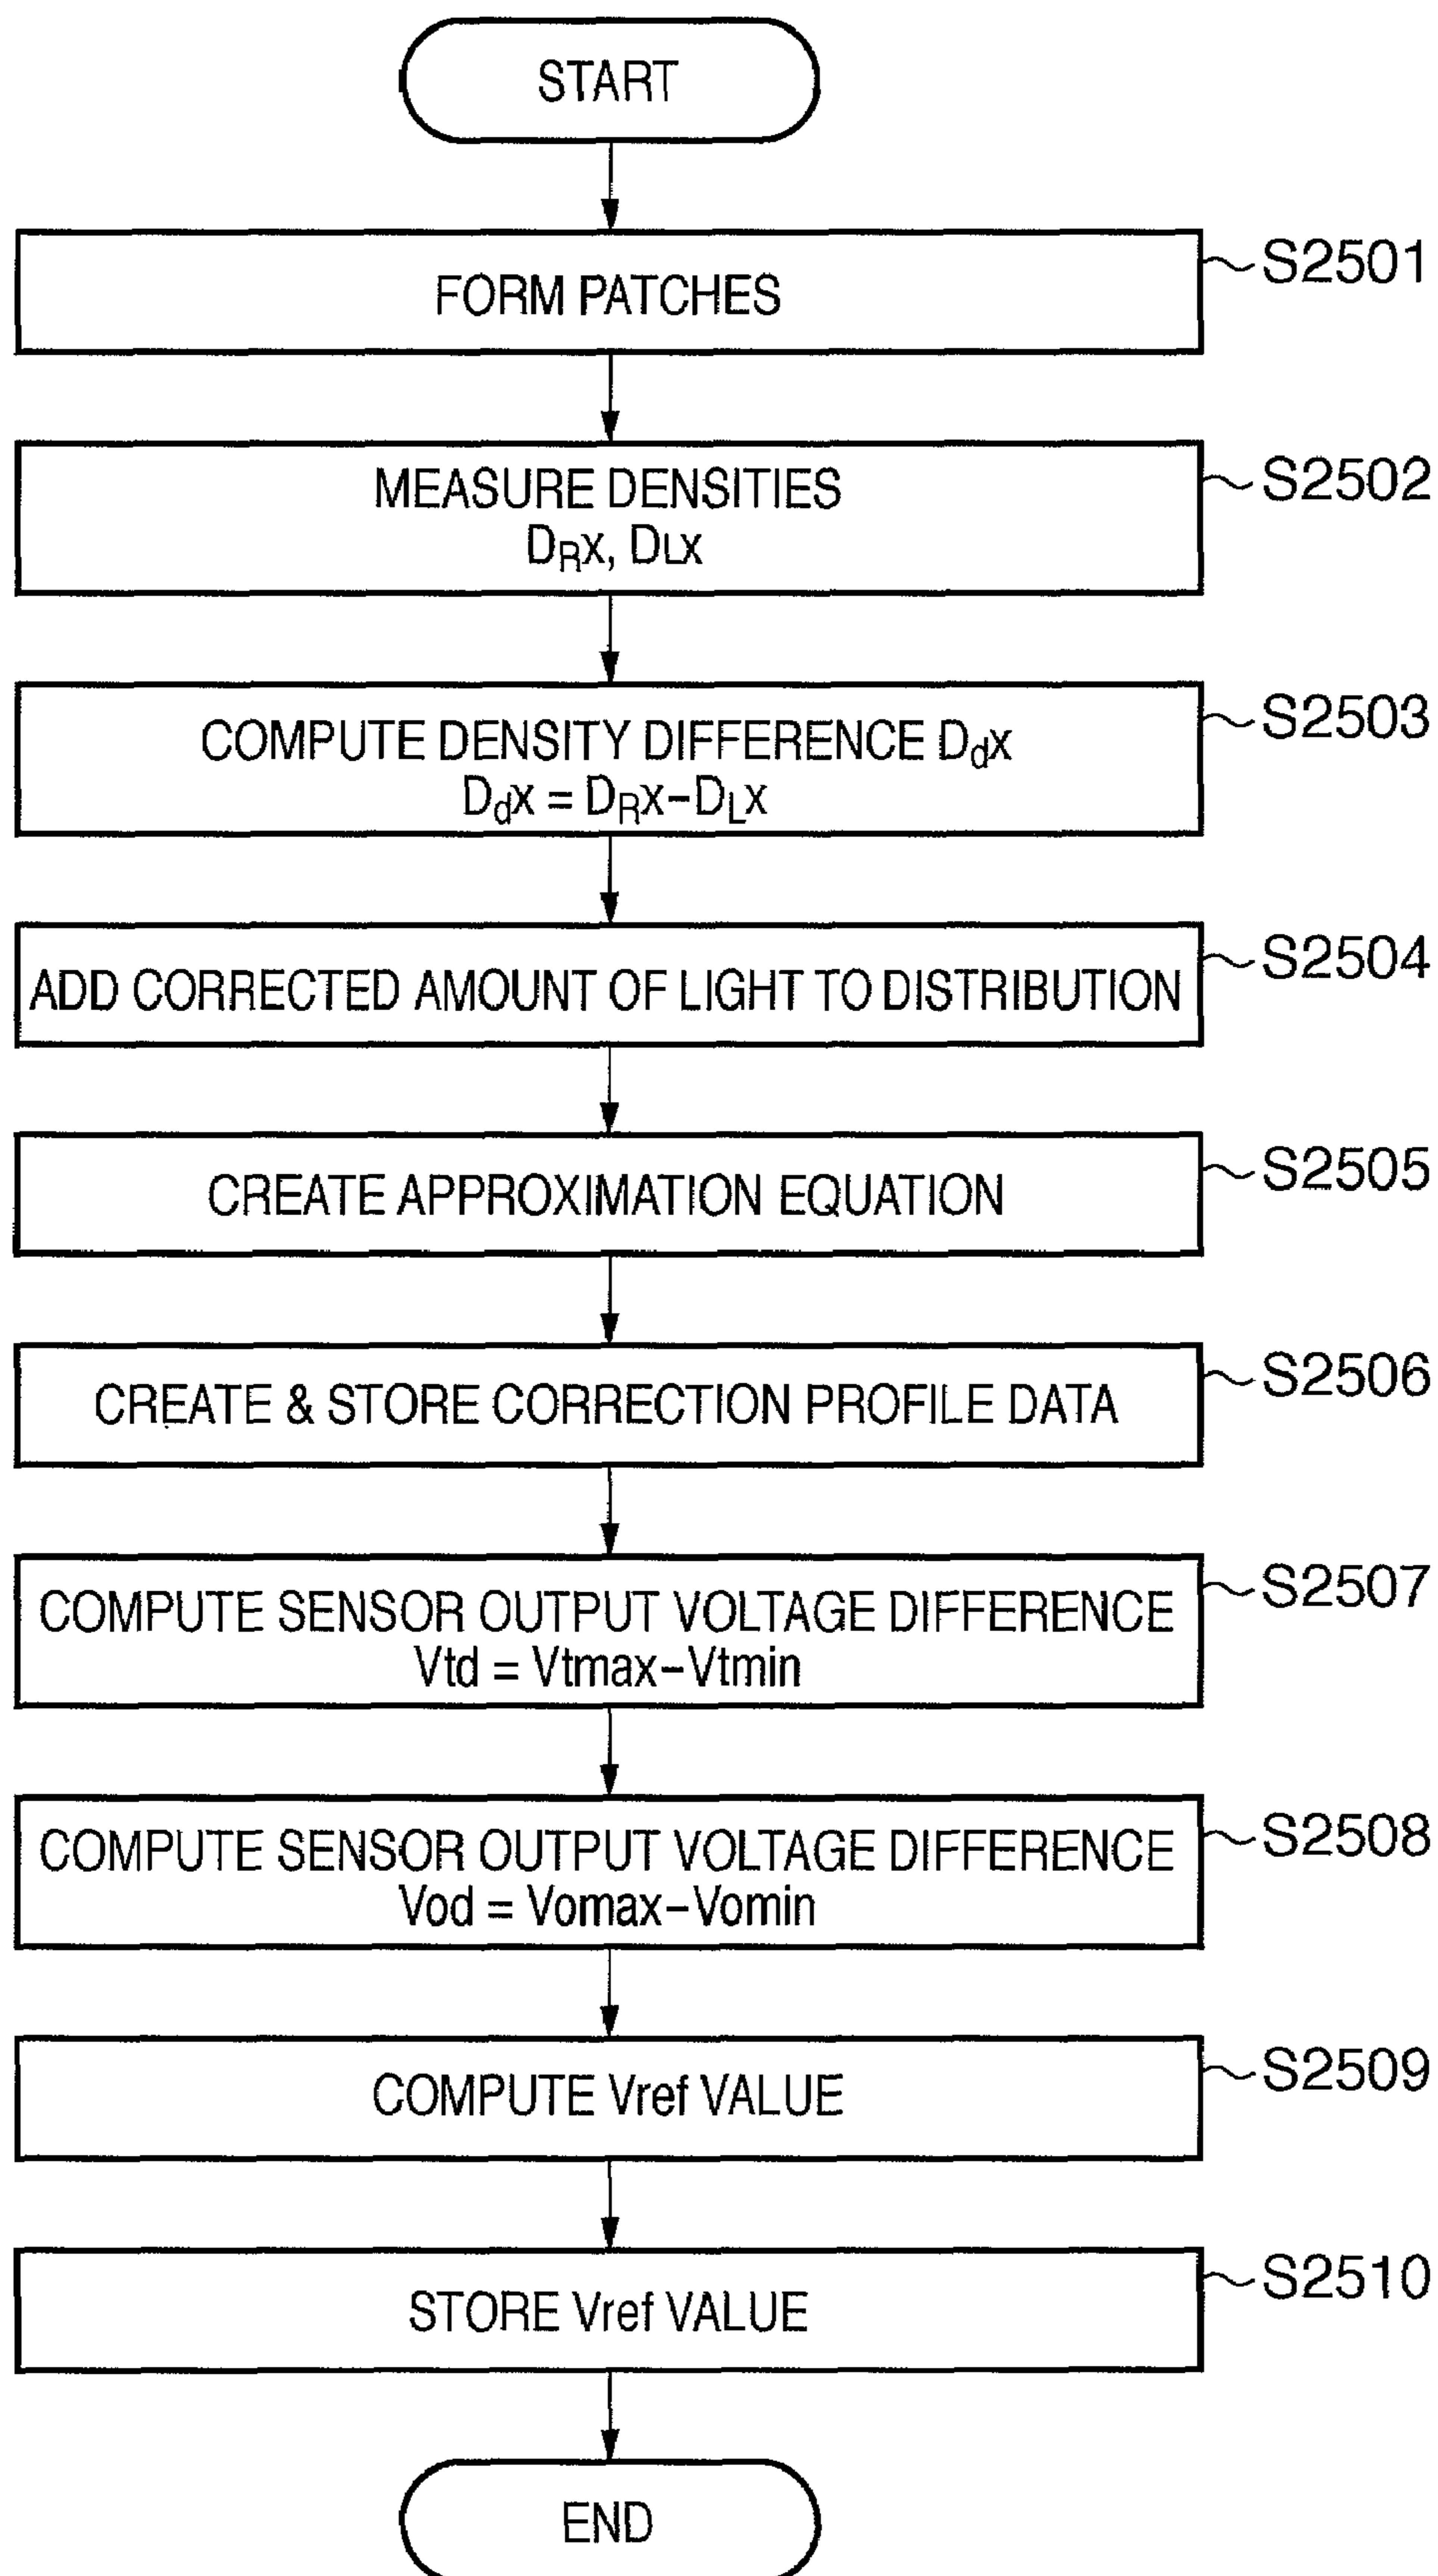 START
FORM PATCHES
S2501
MEASURE DENSITIES
DRx, DLx
S2502
COMPUTE DENSITY DIFFERENCE Ddx
Ddx = DRx−DLx
S2503
ADD CORRECTED AMOUNT OF LIGHT TO DISTRIBUTION
S2504
CREATE APPROXIMATION EQUATION
S2505
CREATE & STORE CORRECTION PROFILE DATA
S2506
COMPUTE SENSOR OUTPUT VOLTAGE DIFFERENCE
Vtd = Vtmax−Vtmin
S2507
COMPUTE SENSOR OUTPUT VOLTAGE DIFFERENCE
Vod = Vomax−Vomin
S2508
COMPUTE Vref VALUE
S2509
STORE Vref VALUE
S2510
END